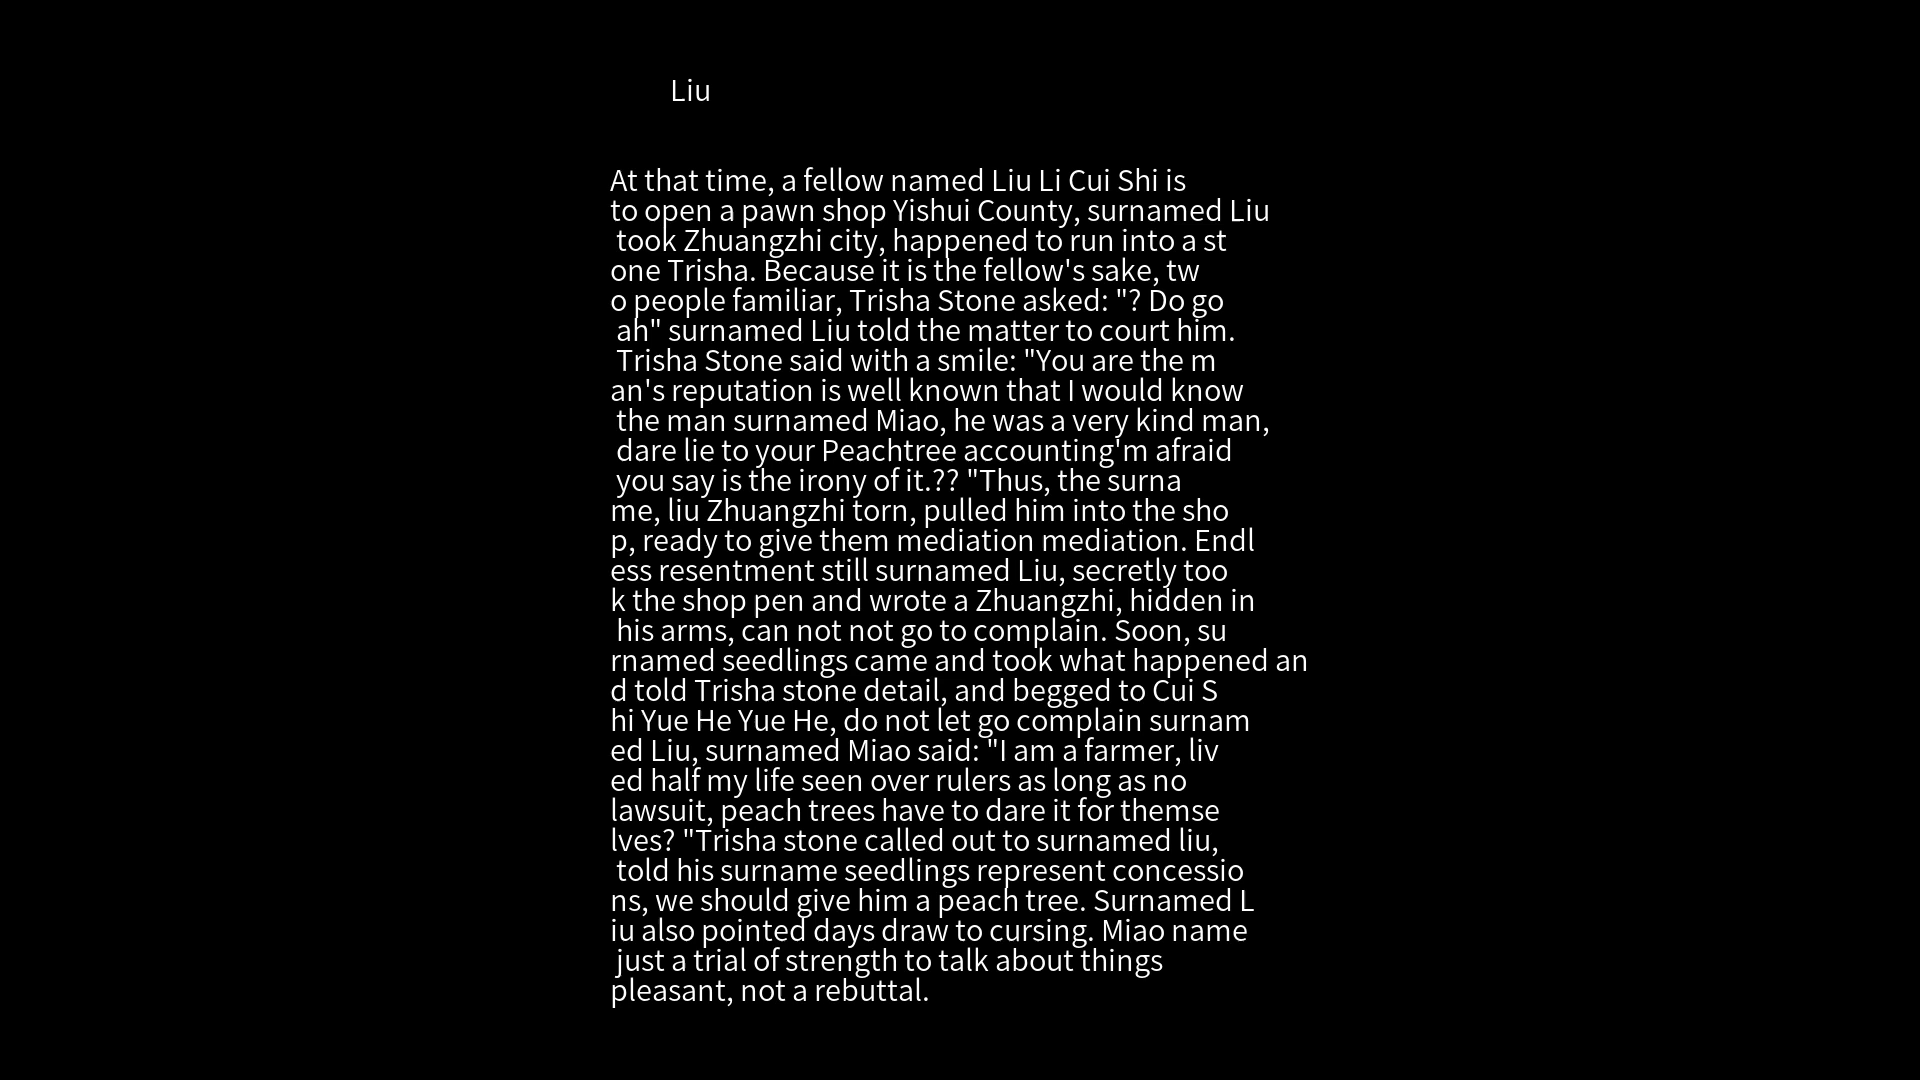 Liu
At that time, a fellow named Liu Li Cui Shi is
to open a pawn shop Yishui County, surnamed Liu
took Zhuangzhi city, happened to run into a st
one Trisha. Because it is the fellow's sake, tw
o people familiar, Trisha Stone asked: "? Do go
ah" surnamed Liu told the matter to court him.
Trisha Stone said with a smile: "You are the m
an's reputation is well known that I would know
the man surnamed Miao, he was a very kind man,
dare lie to your Peachtree accounting'm afraid
you say is the irony of it.?? "Thus, the surna
me, liu Zhuangzhi torn, pulled him into the sho
p, ready to give them mediation mediation. Endl
ess resentment still surnamed Liu, secretly too
k the shop pen and wrote a Zhuangzhi, hidden in
his arms, can not not go to complain. Soon, su
rnamed seedlings came and took what happened an
d told Trisha stone detail, and begged to Cui S
hi Yue He Yue He, do not let go complain surnam
ed Liu, surnamed Miao said: "I am a farmer, liv
ed half my life seen over rulers as long as no
lawsuit, peach trees have to dare it for themse
lves? "Trisha stone called out to surnamed liu,
told his surname seedlings represent concessio
ns, we should give him a peach tree. Surnamed L
iu also pointed days draw to cursing. Miao name
just a trial of strength to talk about things
pleasant, not a rebuttal.